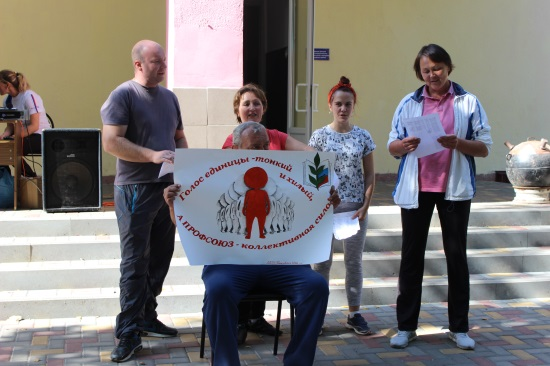 Голос единицы - тонкий
и хилый,
а ПРОФСОЮЗ - коллективная сила